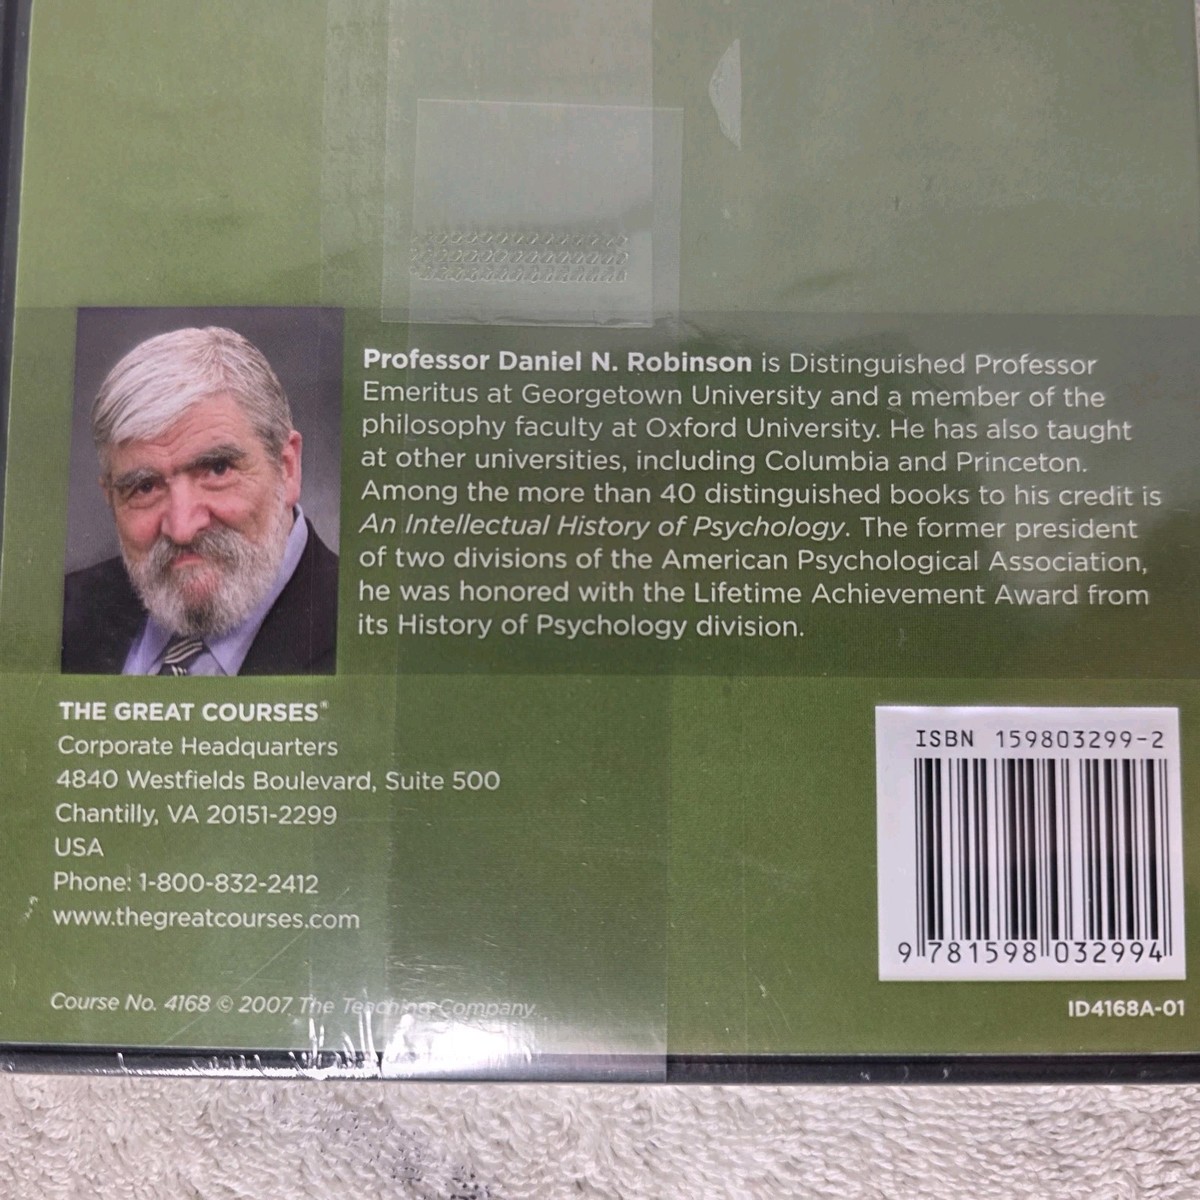 Professor Daniel N. Robinson is Distinguished Professor
Emeritus at Georgetown University and a member of the
philosophy faculty at Oxford University. He has also taught
at other universities, including Columbia and Princeton.
Among the more than 40 distinguished books to his credit is
An Intellectual History of Psychology. The former president
of two divisions of the American Psychological Association,
he was honored with the Lifetime Achievement Award from
its History of Psychology division.
THE GREAT COURSES®
Corporate Headquarters
4840 Westfields Boulevard, Suite 500
Chantilly, VA 20151-2299
USA
Phone: 1-800-832-2412
www.thegreatcourses.com
Course No. 4168 © 2007 The Teaching Company
ISBN 159803299-2
9 781598 032994
ID4168A-01